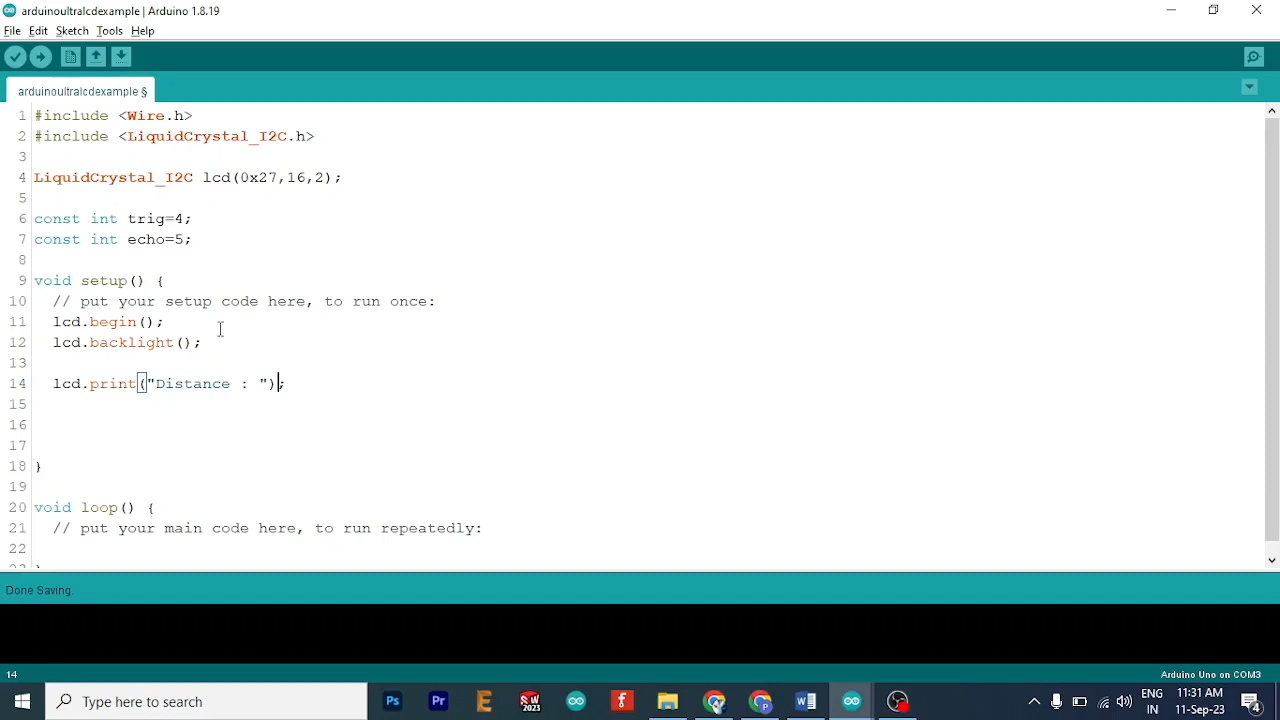 arduinoultralcdexample | Arduino 1.8.19
File Edit Sketch Tools Help
arduinoultralcdexample §
1 #include <Wire.h>
2 #include <LiquidCrystal_I2C.h>
3
4 LiquidCrystal_I2C lcd(0x27,16,2);
5
6 const int trig=4;
7 const int echo=5;
8
9 void setup() {
10 // put your setup code here, to run once:
11 lcd.begin();
12 lcd.backlight();
13
14 lcd.print("Distance : ");
15
16
17
18 }
19
20 void loop() {
21 // put your main code here, to run repeatedly:
22
Done Saving.
14 Arduino Uno on COM3
Type here to search
Ps
Pr
SW
2023
W
ENG
IN
11:31 AM
11-Sep-23
4